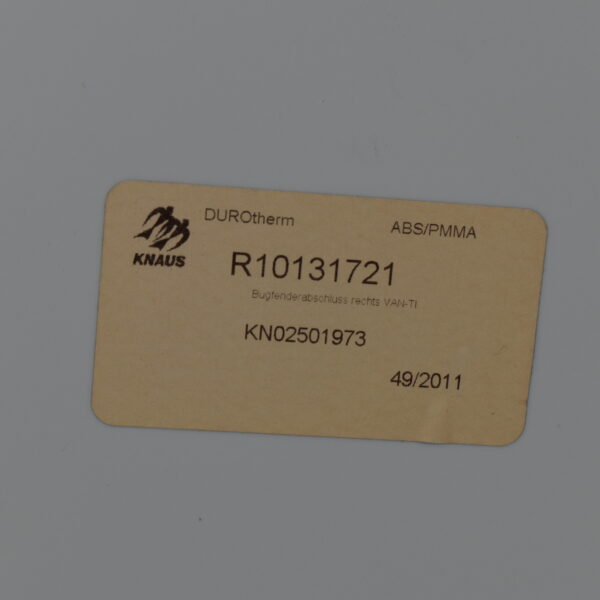 DUROtherm
ABS/PMMA
KNAUS
R10131721
Bugfenderabschluss rechts VAN-TI
KN02501973
49/2011